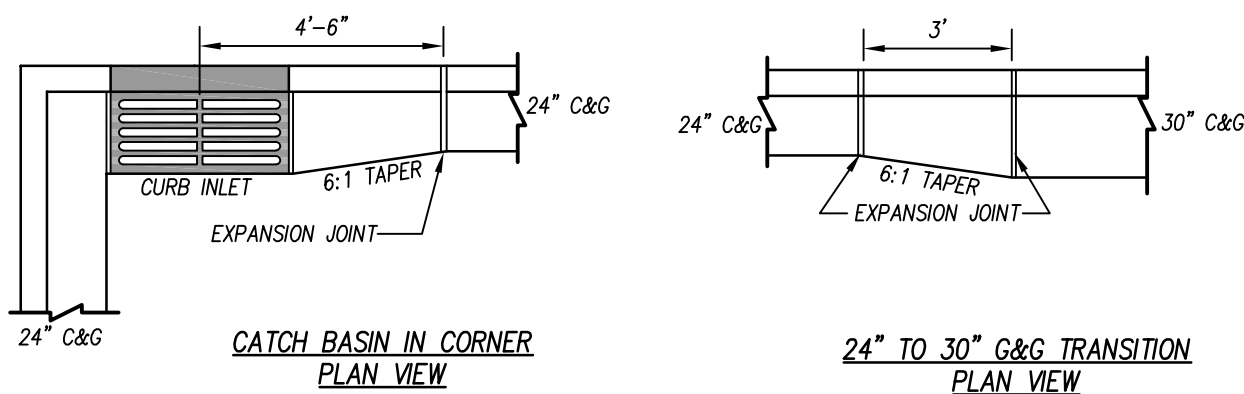 4'-6"
24" C&G
CURB INLET
6:1 TAPER
EXPANSION JOINT
24" C&G
CATCH BASIN IN CORNER
PLAN VIEW
3'
24" C&G
30" C&G
6:1 TAPER
EXPANSION JOINT
24" TO 30" G&G TRANSITION
PLAN VIEW